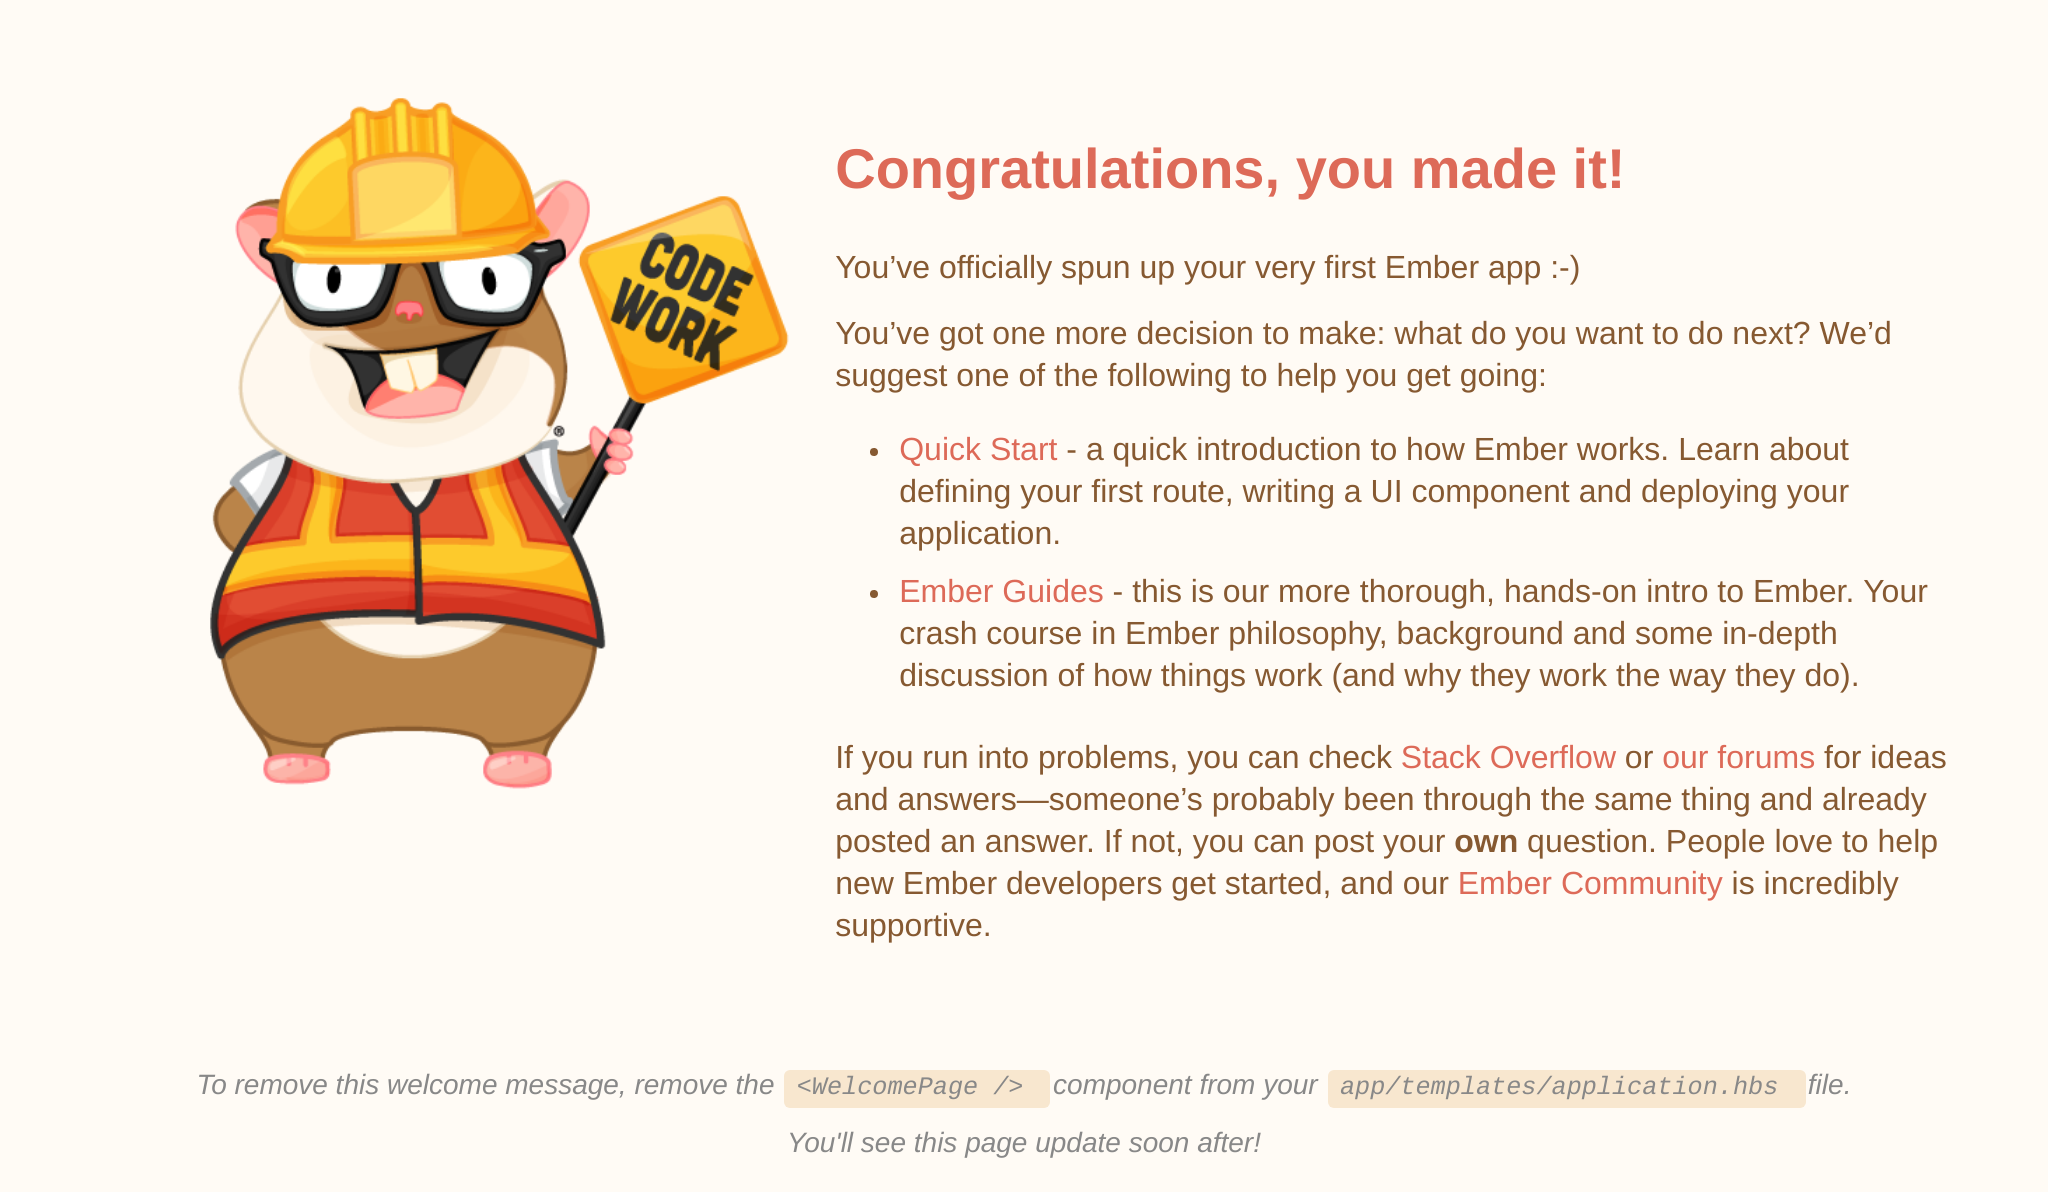 CODE
WORK
®
Congratulations, you made it!
You’ve officially spun up your very first Ember app :-)
You’ve got one more decision to make: what do you want to do next? We’d
suggest one of the following to help you get going:
• Quick Start - a quick introduction to how Ember works. Learn about
defining your first route, writing a UI component and deploying your
application.
• Ember Guides - this is our more thorough, hands-on intro to Ember. Your
crash course in Ember philosophy, background and some in-depth
discussion of how things work (and why they work the way they do).
If you run into problems, you can check Stack Overflow or our forums for ideas
and answers—someone’s probably been through the same thing and already
posted an answer. If not, you can post your own question. People love to help
new Ember developers get started, and our Ember Community is incredibly
supportive.
To remove this welcome message, remove the <WelcomePage /> component from your app/templates/application.hbs file.
You'll see this page update soon after!